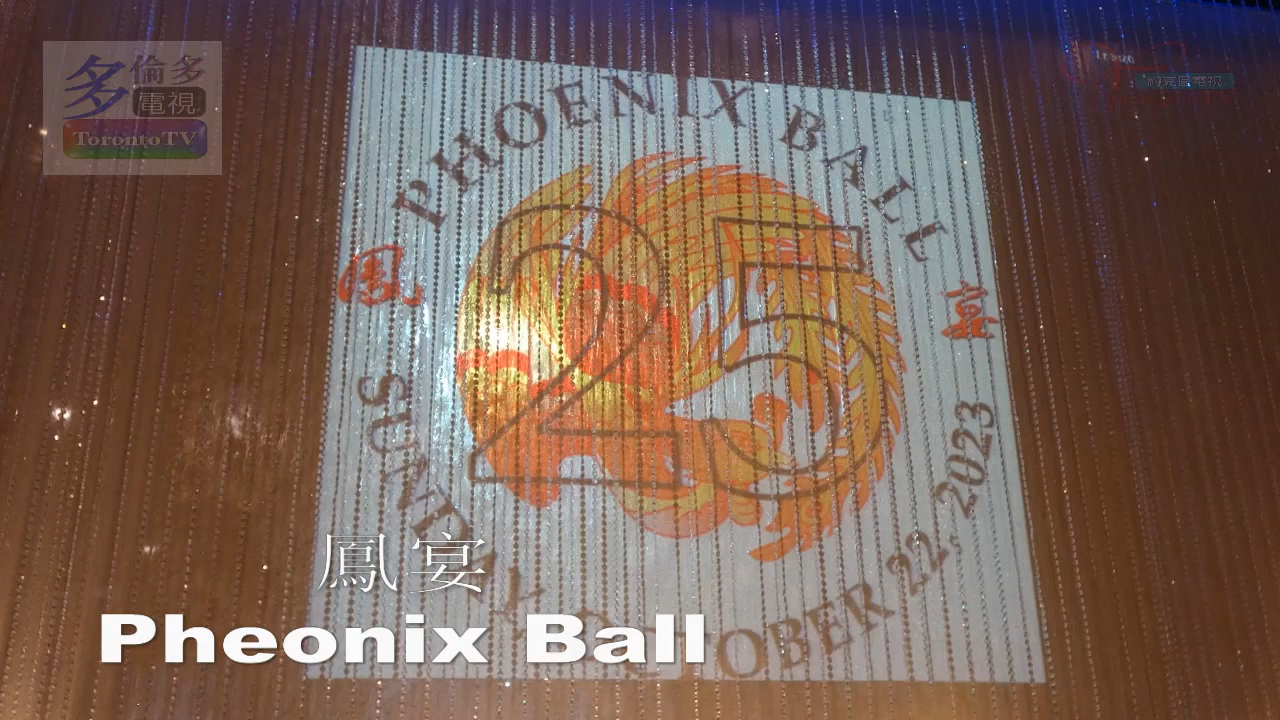 多
倫多
電視
TorontoTV
PHOENIX BALL
鳳 宴
25
SUNDAY OCTOBER 22, 2023
鳳宴
Pheonix Ball